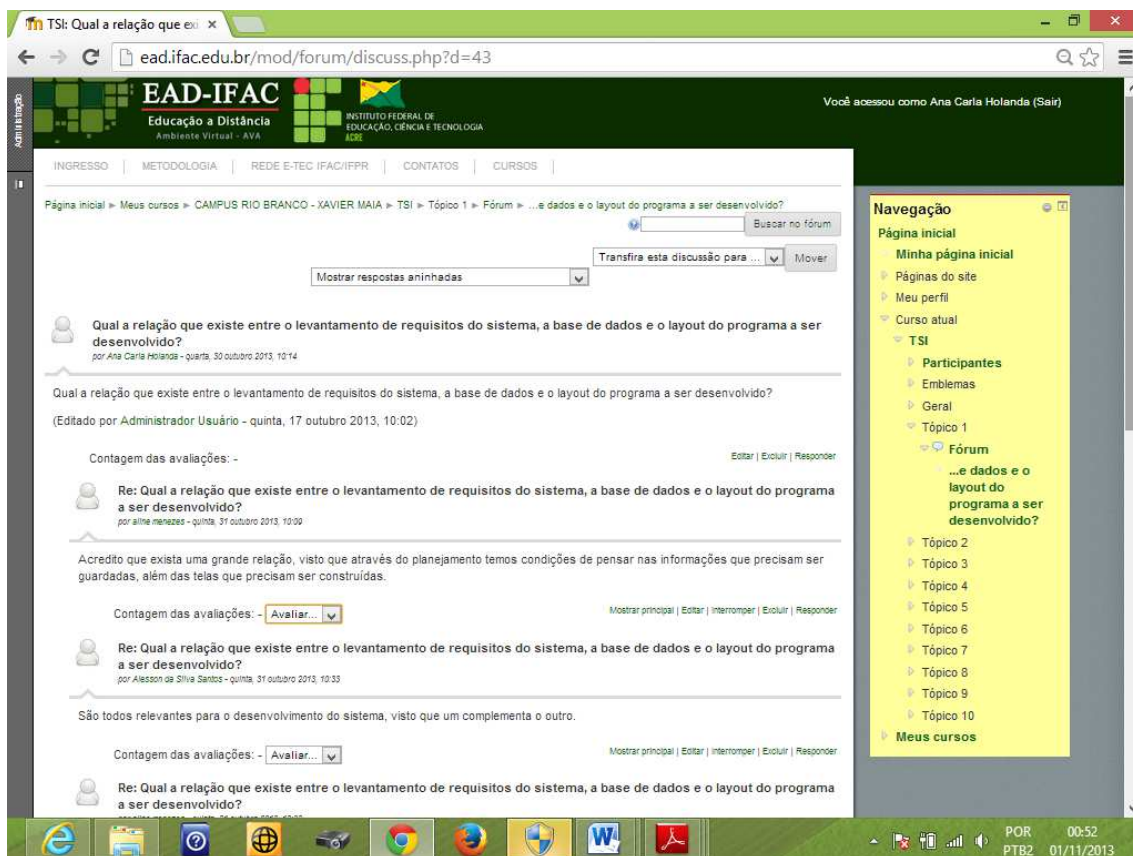 TSI: Qual a relação que exi
ead.ifac.edu.br/mod/forum/discuss.php?d=43
Administração
EAD-IFAC
Educação a Distância
Ambiente Virtual - AVA
INSTITUTO FEDERAL DE
EDUCAÇÃO, CIÊNCIA E TECNOLOGIA
ACRE
Você acessou como Ana Carla Holanda (Sair)
INGRESSO | METODOLOGIA | REDE E-TEC IFAC/IFPR | CONTATOS | CURSOS |
Página inicial ► Meus cursos ► CAMPUS RIO BRANCO - XAVIER MAIA ► TSI ► Tópico 1 ► Fórum ► ...e dados e o layout do programa a ser desenvolvido?
Buscar no fórum
Transfira esta discussão para ... Mover
Mostrar respostas aninhadas
Qual a relação que existe entre o levantamento de requisitos do sistema, a base de dados e o layout do programa a ser
desenvolvido?
por Ana Carla Holanda - quarta, 30 outubro 2013, 10:14
Qual a relação que existe entre o levantamento de requisitos do sistema, a base de dados e o layout do programa a ser desenvolvido?
(Editado por Administrador Usuário - quinta, 17 outubro 2013, 10:02)
Contagem das avaliações: -
Editar | Excluir | Responder
Re: Qual a relação que existe entre o levantamento de requisitos do sistema, a base de dados e o layout do programa
a ser desenvolvido?
por aline menezes - quinta, 31 outubro 2013, 10:09
Acredito que exista uma grande relação, visto que através do planejamento temos condições de pensar nas informações que precisam ser
guardadas, além das telas que precisam ser construídas.
Contagem das avaliações: - Avaliar...
Mostrar principal | Editar | Interromper | Excluir | Responder
Re: Qual a relação que existe entre o levantamento de requisitos do sistema, a base de dados e o layout do programa
a ser desenvolvido?
por Alesson da Silva Santos - quinta, 31 outubro 2013, 10:33
São todos relevantes para o desenvolvimento do sistema, visto que um complementa o outro.
Contagem das avaliações: - Avaliar...
Mostrar principal | Editar | Interromper | Excluir | Responder
Re: Qual a relação que existe entre o levantamento de requisitos do sistema, a base de dados e o layout do programa
a ser desenvolvido?
Navegação
Página inicial
Minha página inicial
Páginas do site
Meu perfil
Curso atual
TSI
Participantes
Emblemas
Geral
Tópico 1
Fórum
...e dados e o
layout do
programa a ser
desenvolvido?
Tópico 2
Tópico 3
Tópico 4
Tópico 5
Tópico 6
Tópico 7
Tópico 8
Tópico 9
Tópico 10
Meus cursos
POR
PTB2
00:52
01/11/2013